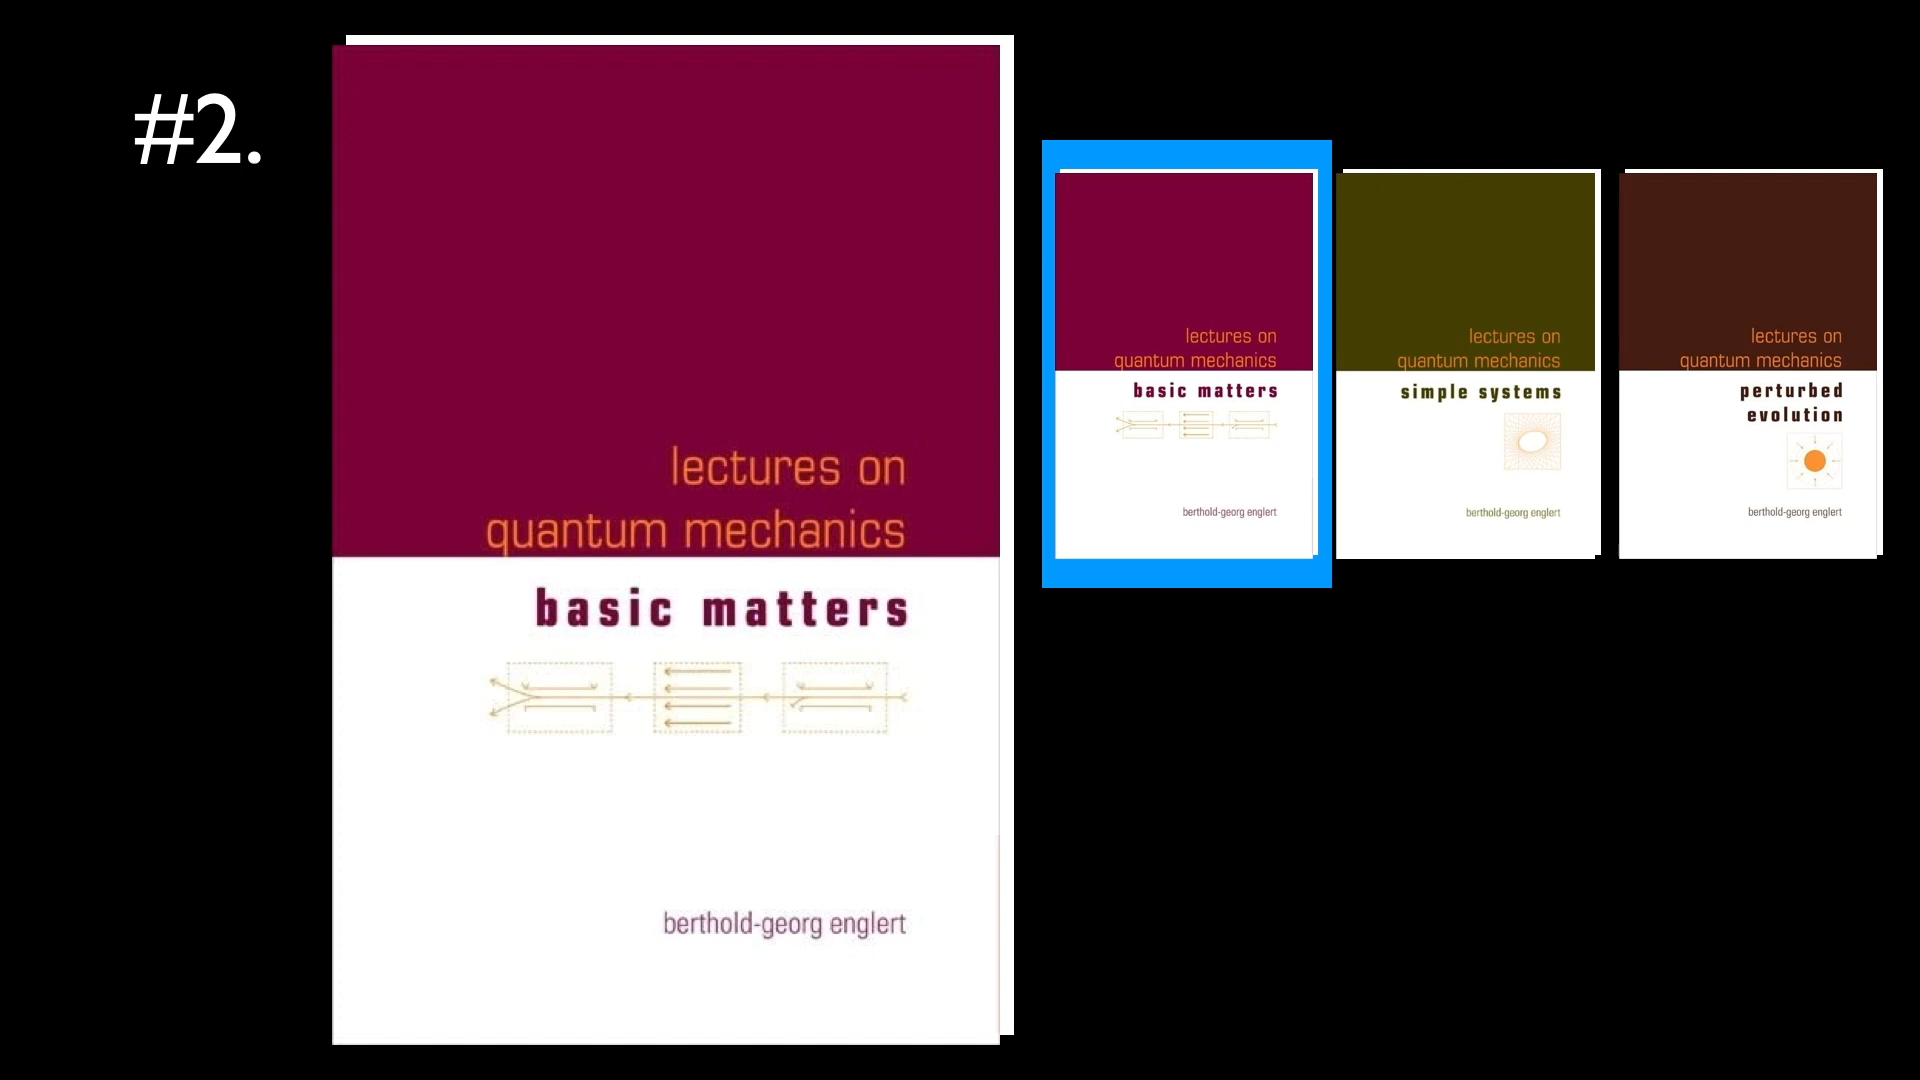 #2.
lectures on
quantum mechanics
basic matters
berthold-georg englert
lectures on
quantum mechanics
basic matters
berthold-georg englert
lectures on
quantum mechanics
simple systems
berthold-georg englert
lectures on
quantum mechanics
perturbed
evolution
berthold-georg englert